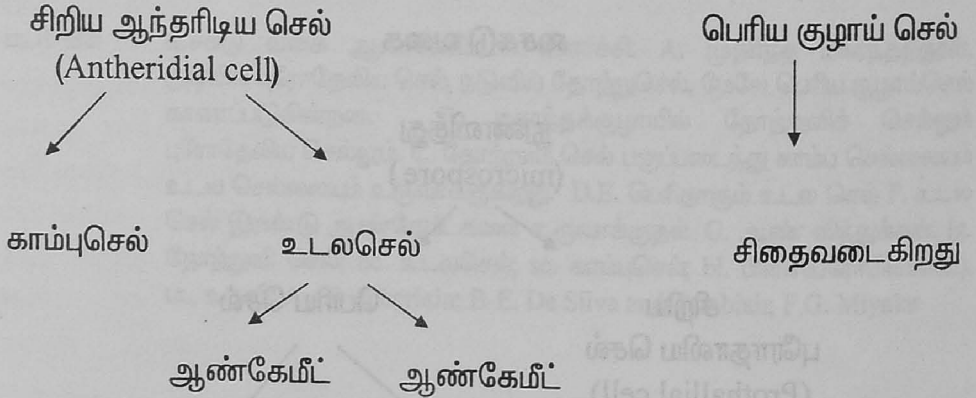 சிறிய ஆந்தரிடிய செல்
(Antheridial cell)
பெரிய குழாய் செல்
காம்புசெல்
உடலசெல்
சிதைவடைகிறது
ஆண்கேமீட்
ஆண்கேமீட்